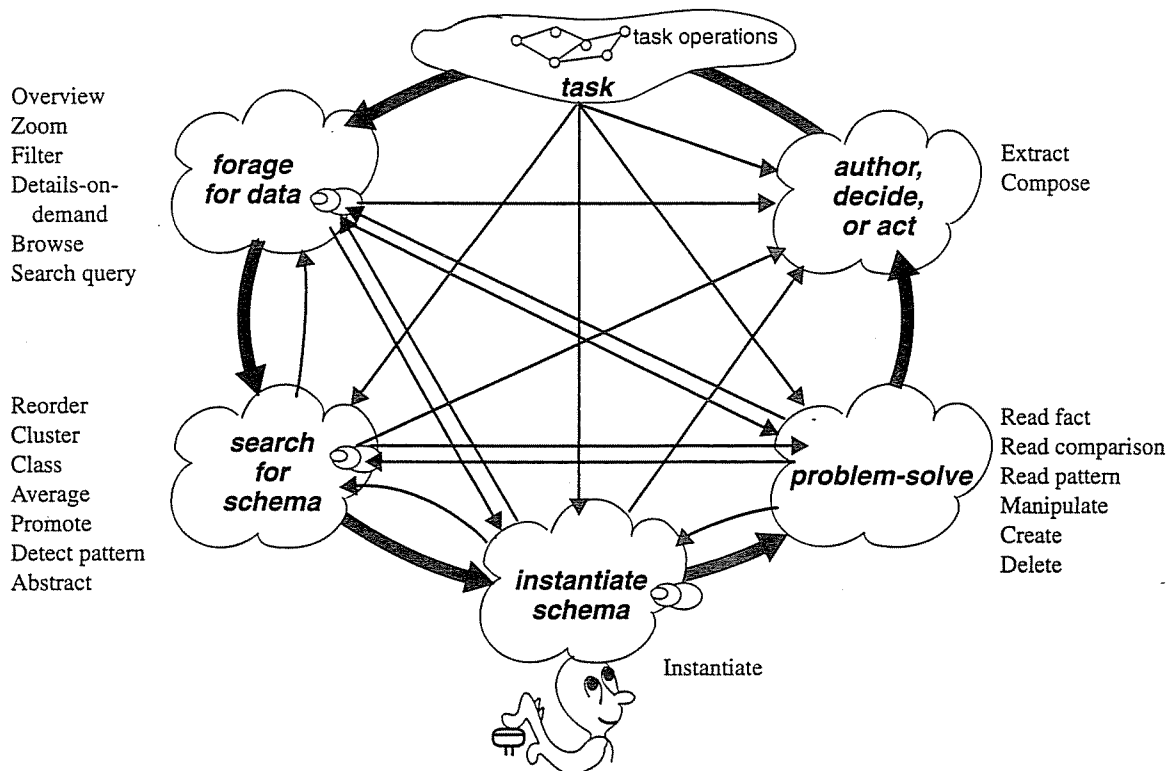 task operations
task
Overview
Zoom
Filter
Details-on-
demand
Browse
Search query
forage
for data
author,
decide,
or act
Extract
Compose
Reorder
Cluster
Class
Average
Promote
Detect pattern
Abstract
search
for
schema
problem-solve
Read fact
Read comparison
Read pattern
Manipulate
Create
Delete
instantiate
schema
Instantiate